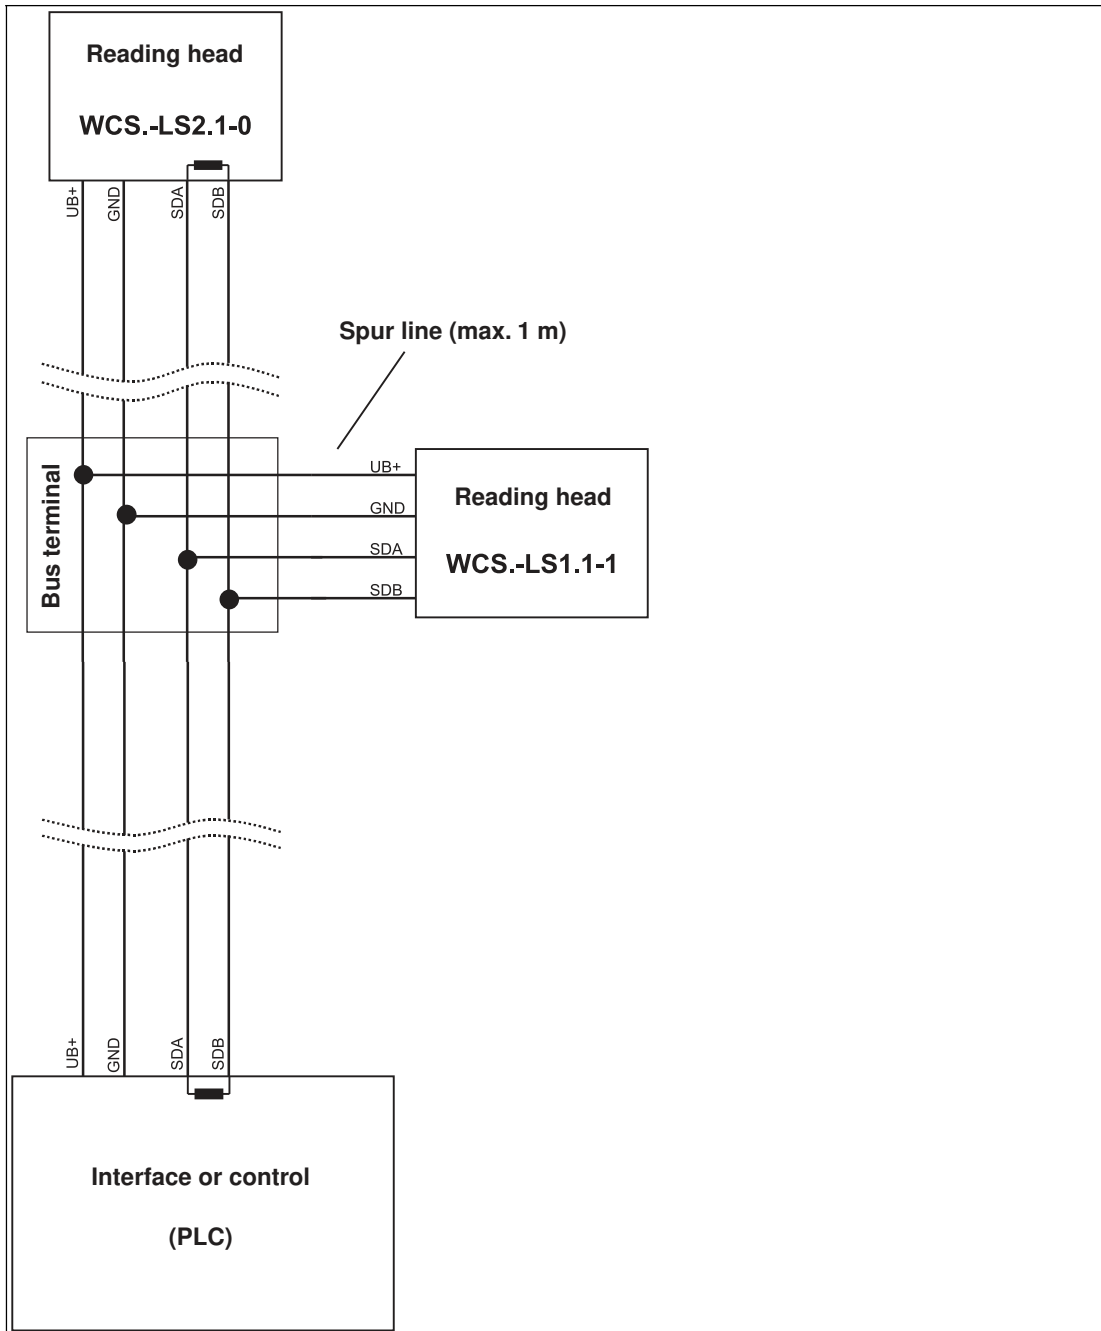 Reading head
WCS.-LS2.1-0
UB+
GND
SDA
SDB
Spur line (max. 1 m)
Bus terminal
UB+
GND
SDA
SDB
Reading head
WCS.-LS1.1-1
UB+
GND
SDA
SDB
Interface or control
(PLC)